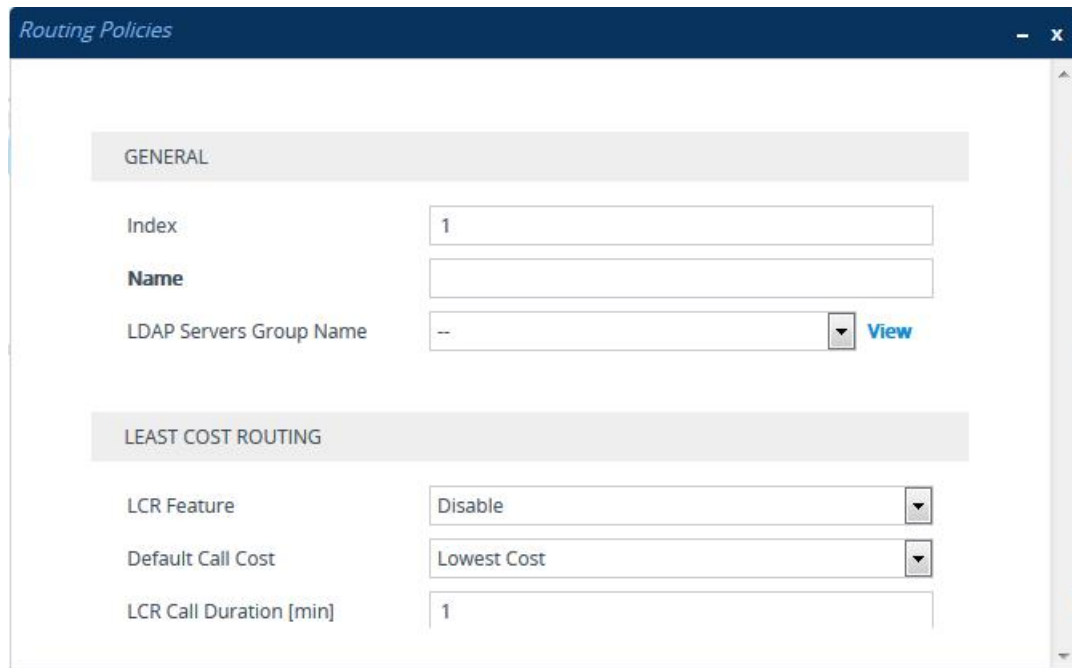 Routing Policies
– x
GENERAL
Index 1
Name
LDAP Servers Group Name -- View
LEAST COST ROUTING
LCR Feature Disable
Default Call Cost Lowest Cost
LCR Call Duration [min] 1